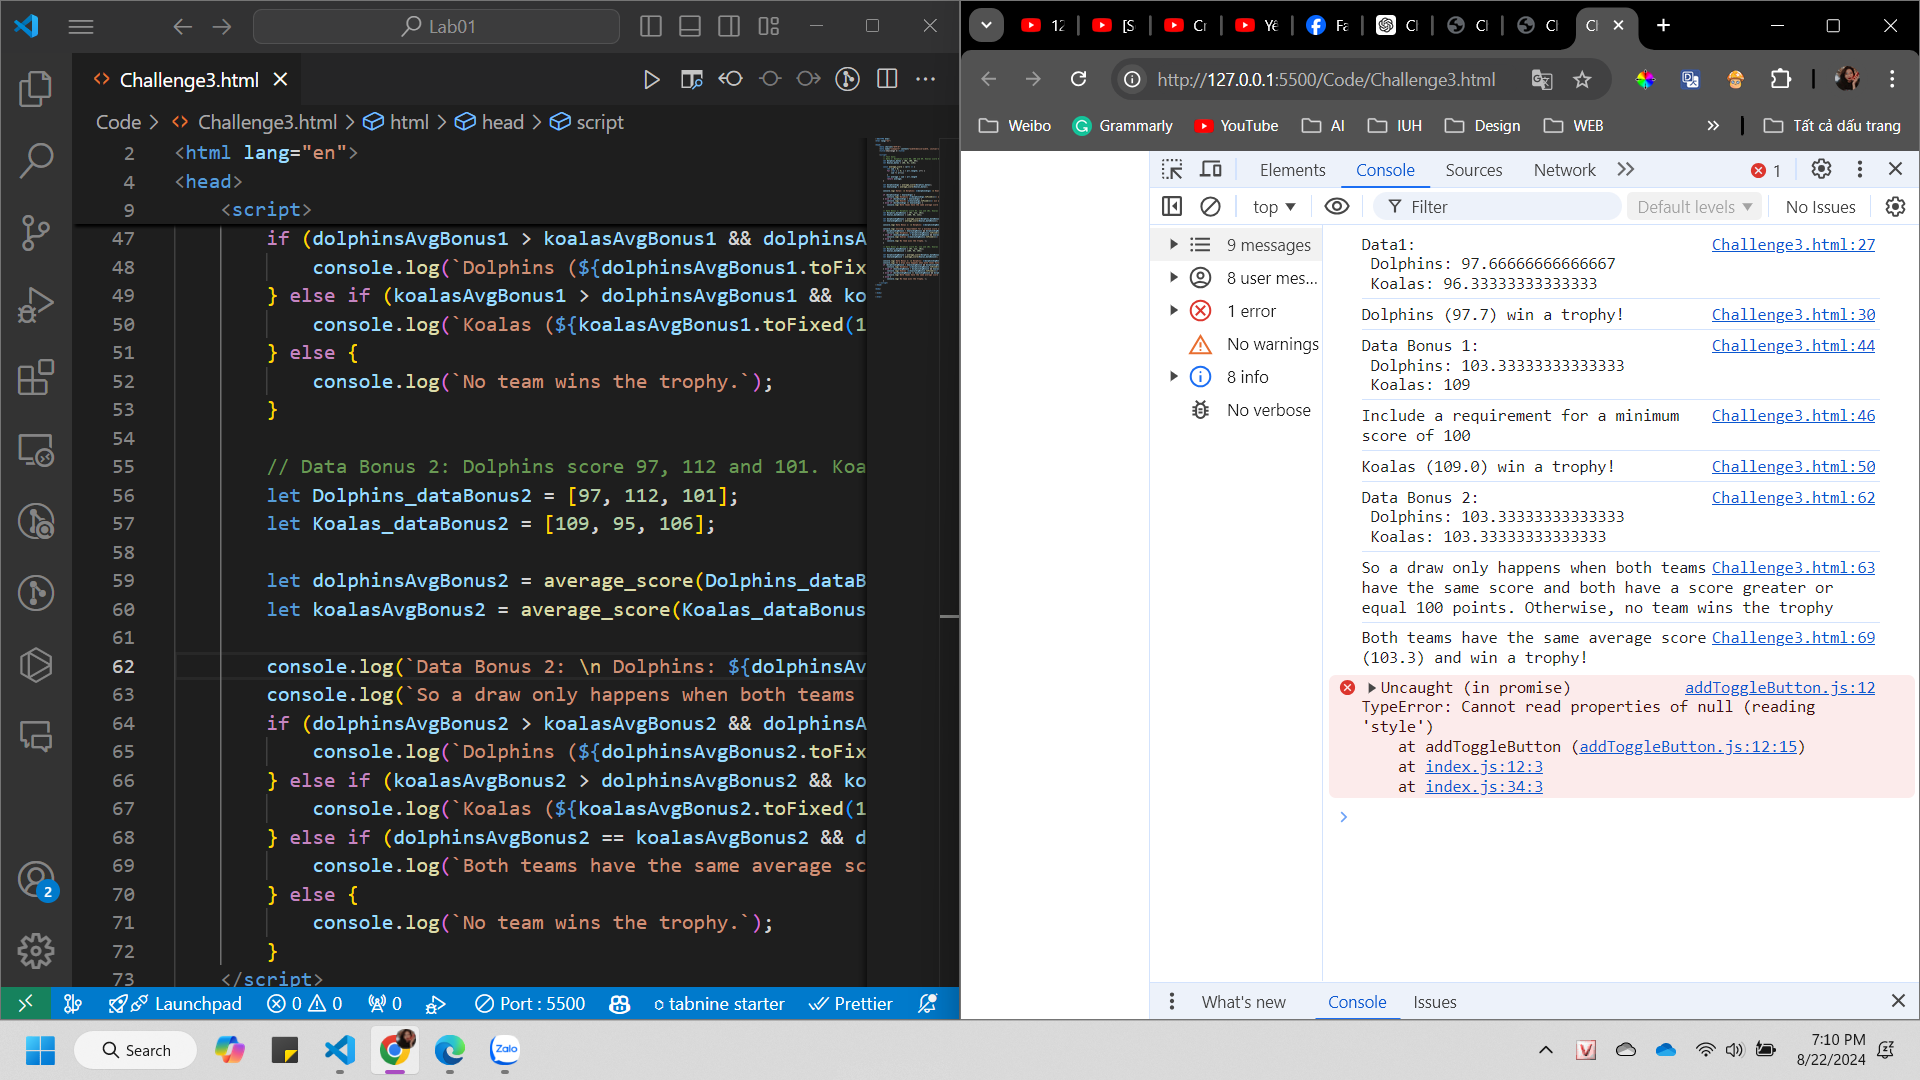 Lab01
Challenge3.html
Code > Challenge3.html > html > head > script
2 <html lang="en">
4 <head>
9 <script>
47 if (dolphinsAvgBonus1 > koalasAvgBonus1 && dolphinsA
48 console.log(`Dolphins (${dolphinsAvgBonus1.toFix
49 } else if (koalasAvgBonus1 > dolphinsAvgBonus1 && ko
50 console.log(`Koalas (${koalasAvgBonus1.toFixed(1
51 } else {
52 console.log(`No team wins the trophy.`);
53 }
54
55 // Data Bonus 2: Dolphins score 97, 112 and 101. Koa
56 let Dolphins_dataBonus2 = [97, 112, 101];
57 let Koalas_dataBonus2 = [109, 95, 106];
58
59 let dolphinsAvgBonus2 = average_score(Dolphins_dataB
60 let koalasAvgBonus2 = average_score(Koalas_dataBonus
61
62 console.log(`Data Bonus 2: \n Dolphins: ${dolphinsAv
63 console.log(`So a draw only happens when both teams
64 if (dolphinsAvgBonus2 > koalasAvgBonus2 && dolphinsA
65 console.log(`Dolphins (${dolphinsAvgBonus2.toFix
66 } else if (koalasAvgBonus2 > dolphinsAvgBonus2 && ko
67 console.log(`Koalas (${koalasAvgBonus2.toFixed(1
68 } else if (dolphinsAvgBonus2 == koalasAvgBonus2 && d
69 console.log(`Both teams have the same average sc
70 } else {
71 console.log(`No team wins the trophy.`);
72 }
73 </script>
2
Launchpad 0 0 0 Port : 5500 tabnine starter Prettier
12 [S Cr Yê Fa Cl Cl Cl Cl
http://127.0.0.1:5500/Code/Challenge3.html
Weibo Grammarly YouTube AI IUH Design WEB » Tất cả dấu trang
Elements Console Sources Network 1
top Filter Default levels No Issues
9 messages
8 user mes...
1 error
No warnings
8 info
No verbose
Data1: Challenge3.html:27
Dolphins: 97.66666666666667
Koalas: 96.33333333333333
Dolphins (97.7) win a trophy! Challenge3.html:30
Data Bonus 1: Challenge3.html:44
Dolphins: 103.33333333333333
Koalas: 109
Include a requirement for a minimum Challenge3.html:46
score of 100
Koalas (109.0) win a trophy! Challenge3.html:50
Data Bonus 2: Challenge3.html:62
Dolphins: 103.33333333333333
Koalas: 103.33333333333333
So a draw only happens when both teams Challenge3.html:63
have the same score and both have a score greater or
equal 100 points. Otherwise, no team wins the trophy
Both teams have the same average score Challenge3.html:69
(103.3) and win a trophy!
Uncaught (in promise) addToggleButton.js:12
TypeError: Cannot read properties of null (reading
'style')
at addToggleButton (addToggleButton.js:12:15)
at index.js:12:3
at index.js:34:3
What's new Console Issues
Search
Zalo
7:10 PM
8/22/2024